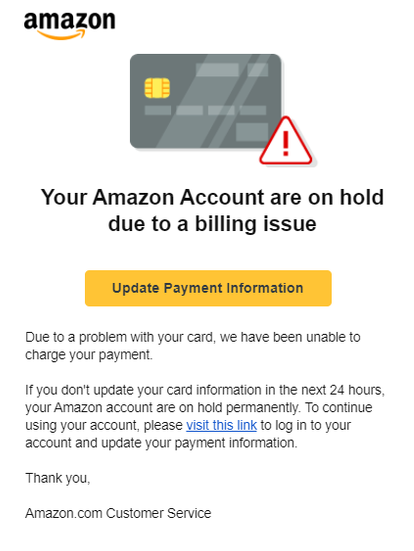 amazon
Your Amazon Account are on hold
due to a billing issue
Update Payment Information
Due to a problem with your card, we have been unable to
charge your payment.
If you don't update your card information in the next 24 hours,
your Amazon account are on hold permanently. To continue
using your account, please visit this link to log in to your
account and update your payment information.
Thank you,
Amazon.com Customer Service